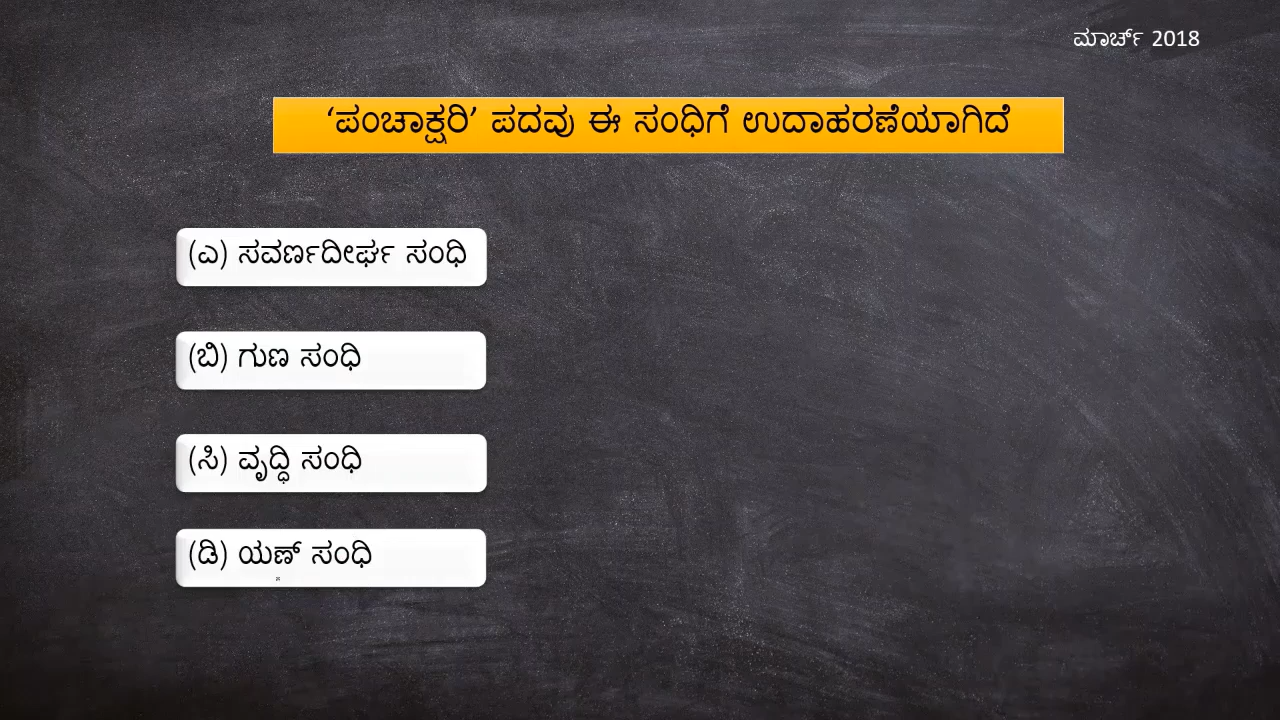 ಮಾರ್ಚ್ 2018
‘ಪಂಚಾಕ್ಷರಿ’ ಪದವು ಈ ಸಂಧಿಗೆ ಉದಾಹರಣೆಯಾಗಿದೆ
(ಎ) ಸವರ್ಣದೀರ್ಘ ಸಂಧಿ
(ಬಿ) ಗುಣ ಸಂಧಿ
(ಸಿ) ವೃದ್ಧಿ ಸಂಧಿ
(ಡಿ) ಯಣ್ ಸಂಧಿ